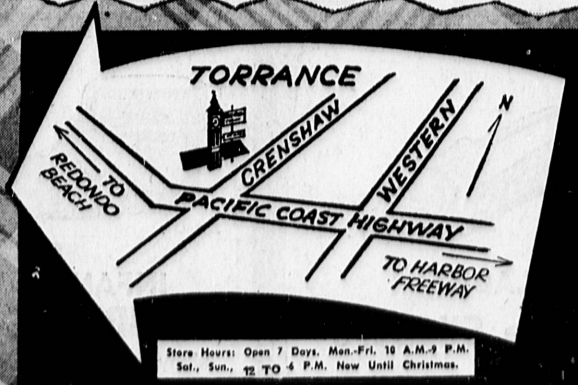 TORRANCE
N
CRENSHAW
WESTERN
TO
REDONDO
BEACH
PACIFIC COAST HIGHWAY
TO HARBOR
FREEWAY
Store Hours: Open 7 Days. Mon.-Fri. 10 A.M.-9 P.M.
Sat., Sun., 12 TO 6 P.M. Now Until Christmas.